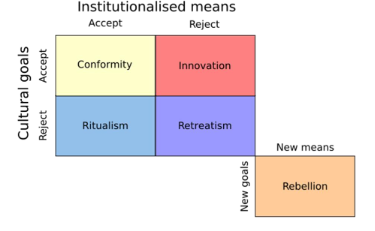 Institutionalised means
Accept Reject
Cultural goals
Accept
Conformity Innovation
Reject
Ritualism Retreatism
New means
New goals
Rebellion